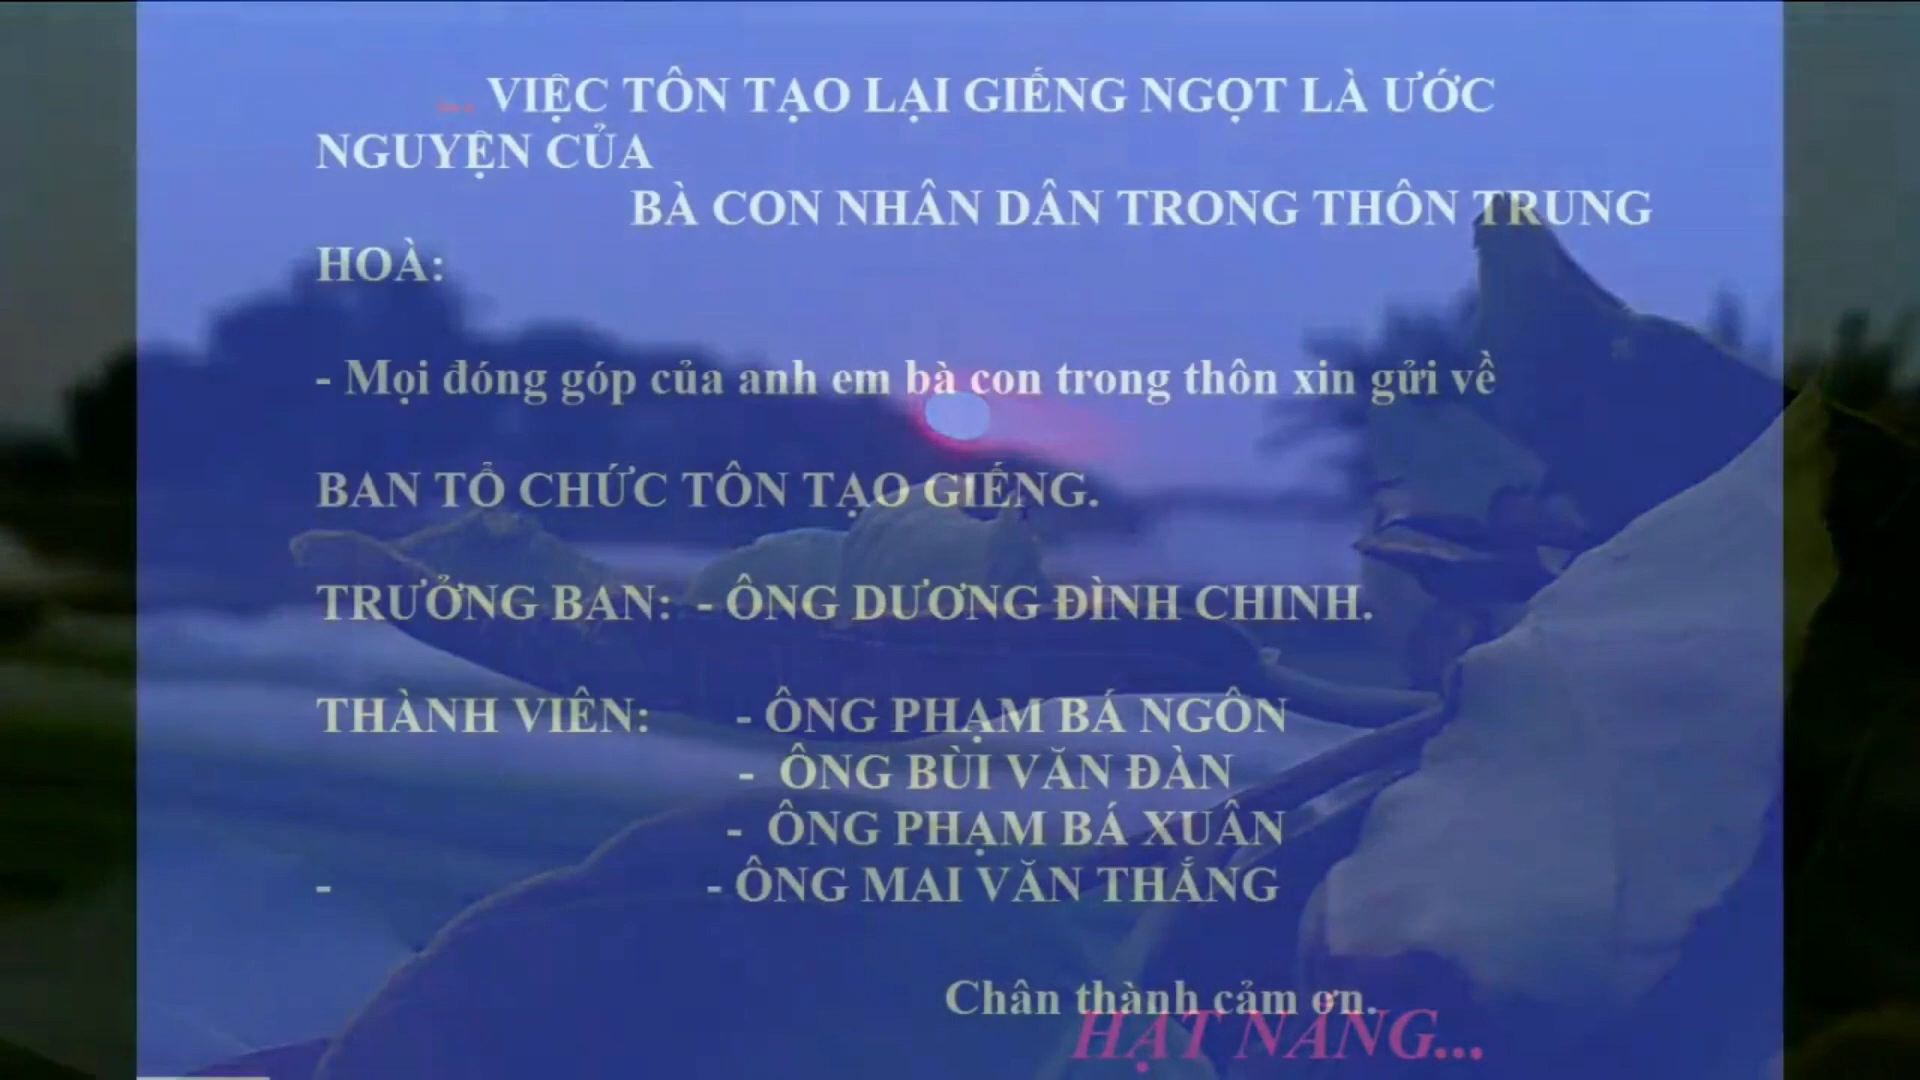 ... VIỆC TÔN TẠO LẠI GIẾNG NGỌT LÀ ƯỚC
NGUYỆN CỦA
BÀ CON NHÂN DÂN TRONG THÔN TRUNG
HOÀ:
- Mọi đóng góp của anh em bà con trong thôn xin gửi về
BAN TỔ CHỨC TÔN TẠO GIẾNG.
TRƯỞNG BAN: - ÔNG DƯƠNG ĐÌNH CHINH.
THÀNH VIÊN: - ÔNG PHẠM BÁ NGÔN
- ÔNG BÙI VĂN ĐÀN
- ÔNG PHẠM BÁ XUÂN
- - ÔNG MAI VĂN THẮNG
Chân thành cảm ơn.
HẠT NẮNG...